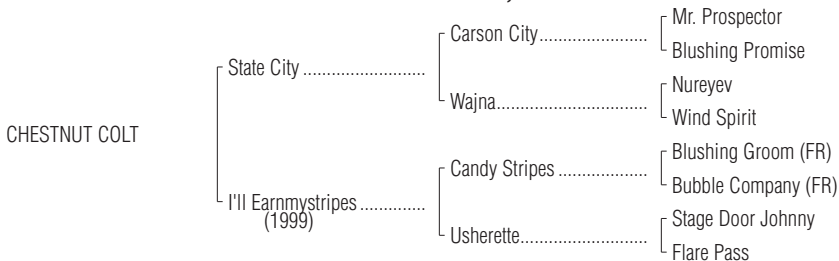 Mr. Prospector
Carson City
Blushing Promise
State City
Nureyev
Wajna
Wind Spirit
CHESTNUT COLT
Blushing Groom (FR)
Candy Stripes
Bubble Company (FR)
I'll Earnmystripes
(1999)
Stage Door Johnny
Usherette
Flare Pass